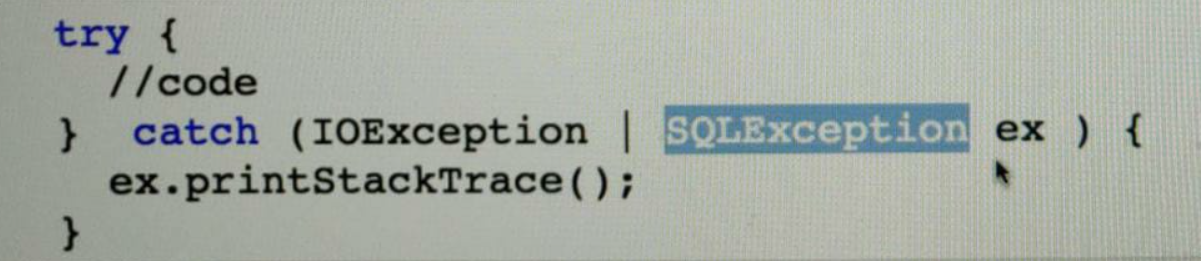 try {
//code
} catch (IOException | SQLException ex ) {
ex.printStackTrace();
}